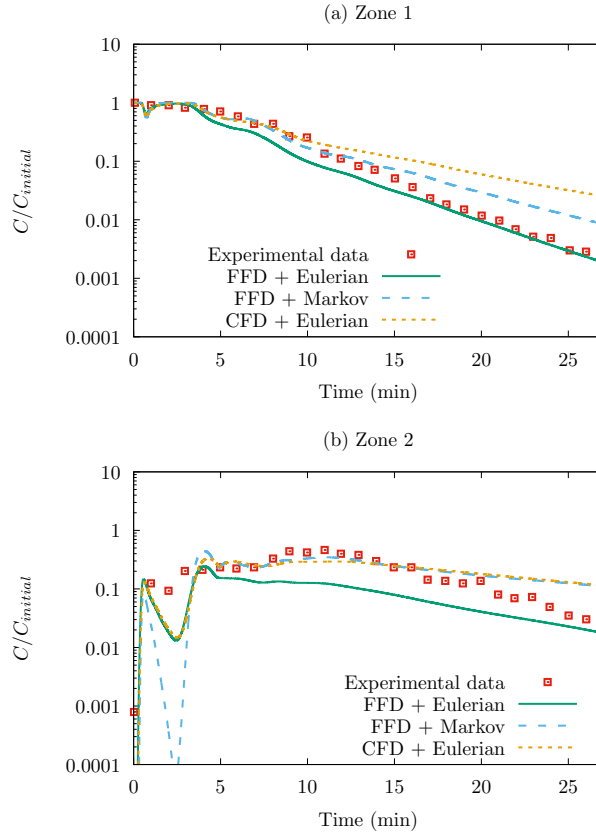 (a) Zone 1
10
1
0.1
0.01
0.001
0.0001
C/C_initial
Experimental data
FFD + Eulerian
FFD + Markov
CFD + Eulerian
0 5 10 15 20 25
Time (min)
(b) Zone 2
10
1
0.1
0.01
0.001
0.0001
C/C_initial
Experimental data
FFD + Eulerian
FFD + Markov
CFD + Eulerian
0 5 10 15 20 25
Time (min)